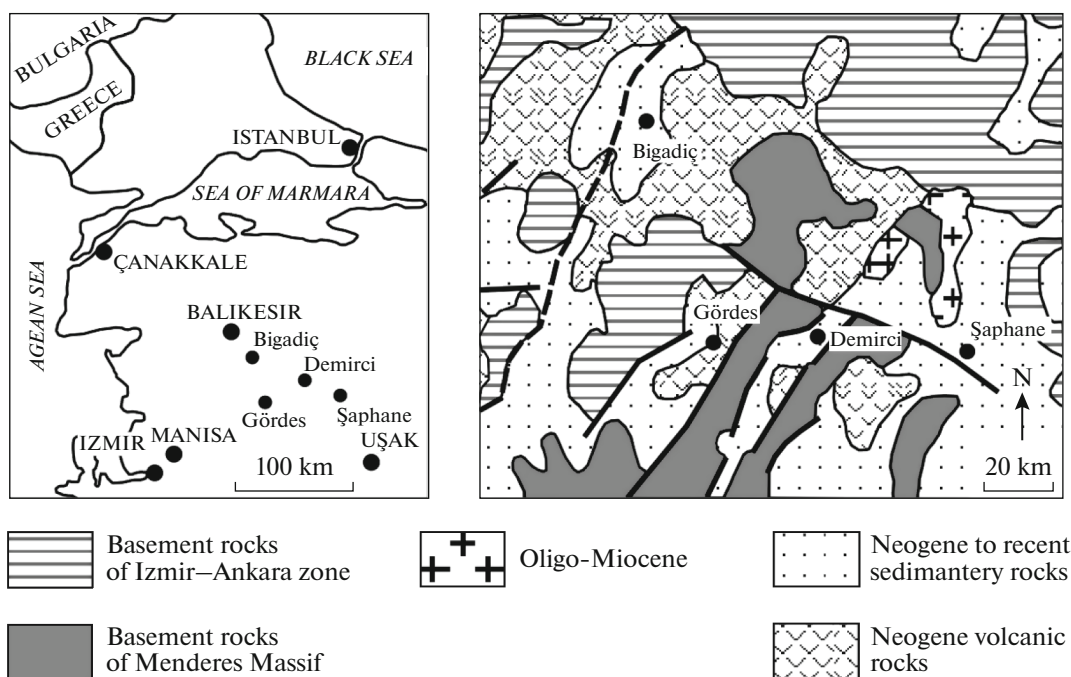 BULGARIA
GREECE
BLACK SEA
ISTANBUL
SEA OF MARMARA
ÇANAKKALE
AGEAN SEA
BALIKESIR
Bigadiç
Demirci
Gördes
Şaphane
IZMIR
MANISA
UŞAK
100 km
Bigadiç
Gördes
Demirci
Şaphane
N
20 km
Basement rocks
of Izmir–Ankara zone
Oligo-Miocene
Neogene to recent
sedimantery rocks
Basement rocks
of Menderes Massif
Neogene volcanic
rocks